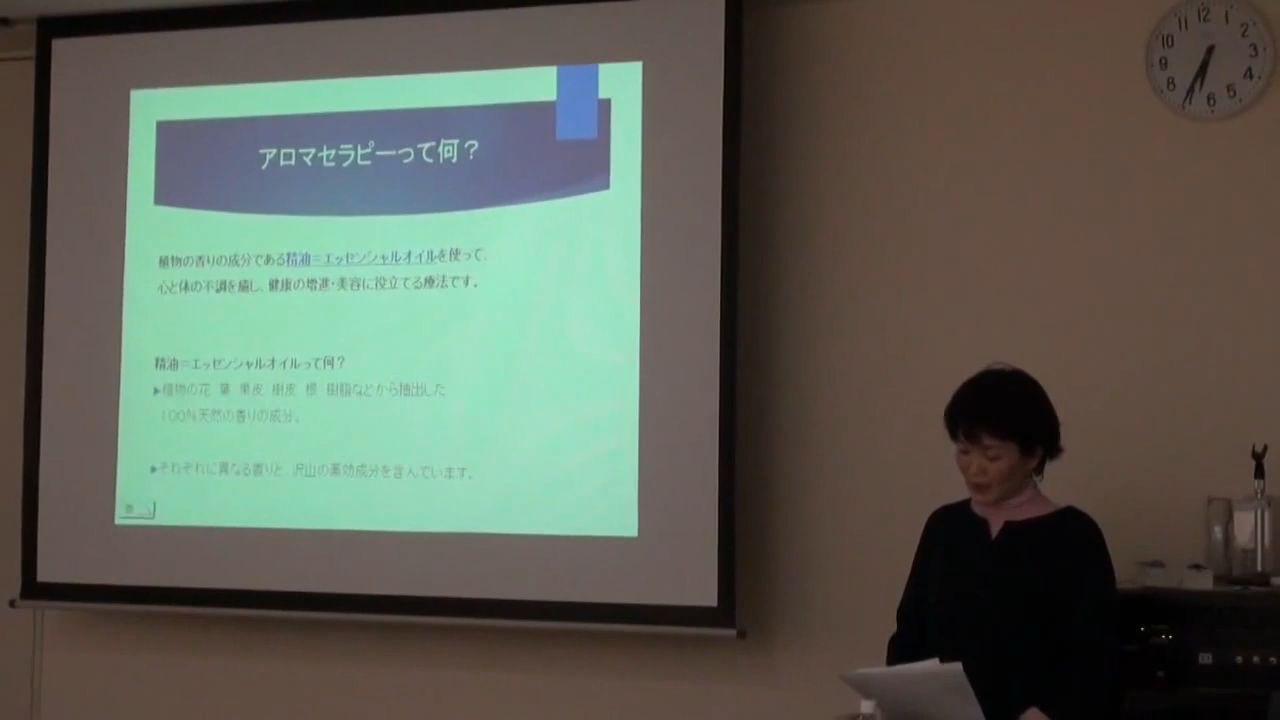 アロマセラピーって何？
植物の香りの成分である精油＝エッセンシャルオイルを使って、
心と体の不調を癒し、健康の増進・美容に役立てる療法です。
精油＝エッセンシャルオイルって何？
▶植物の花 葉 果皮 樹皮 根 樹脂などから抽出した
100%天然の香りの成分。
▶それぞれに異なる香りと 沢山の薬効成分を含んでいます。
12
1
2
3
4
5
6
8
9
10
11